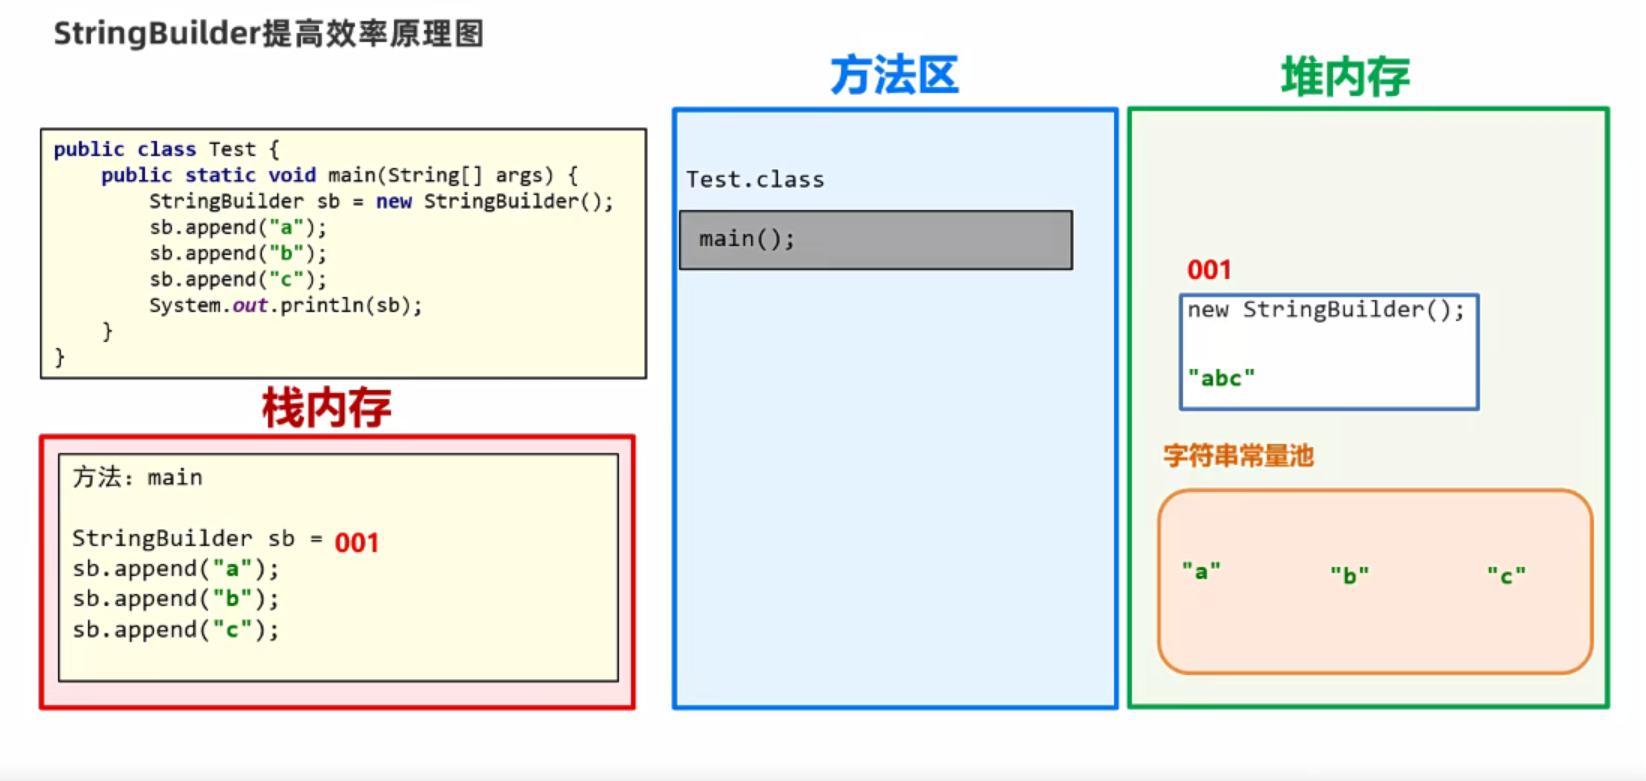 StringBuilder提高效率原理图
public class Test {
    public static void main(String[] args) {
        StringBuilder sb = new StringBuilder();
        sb.append("a");
        sb.append("b");
        sb.append("c");
        System.out.println(sb);
    }
}
栈内存
方法：main
StringBuilder sb = 001
sb.append("a");
sb.append("b");
sb.append("c");
方法区
Test.class
main();
堆内存
001
new StringBuilder();
"abc"
字符串常量池
"a" "b" "c"